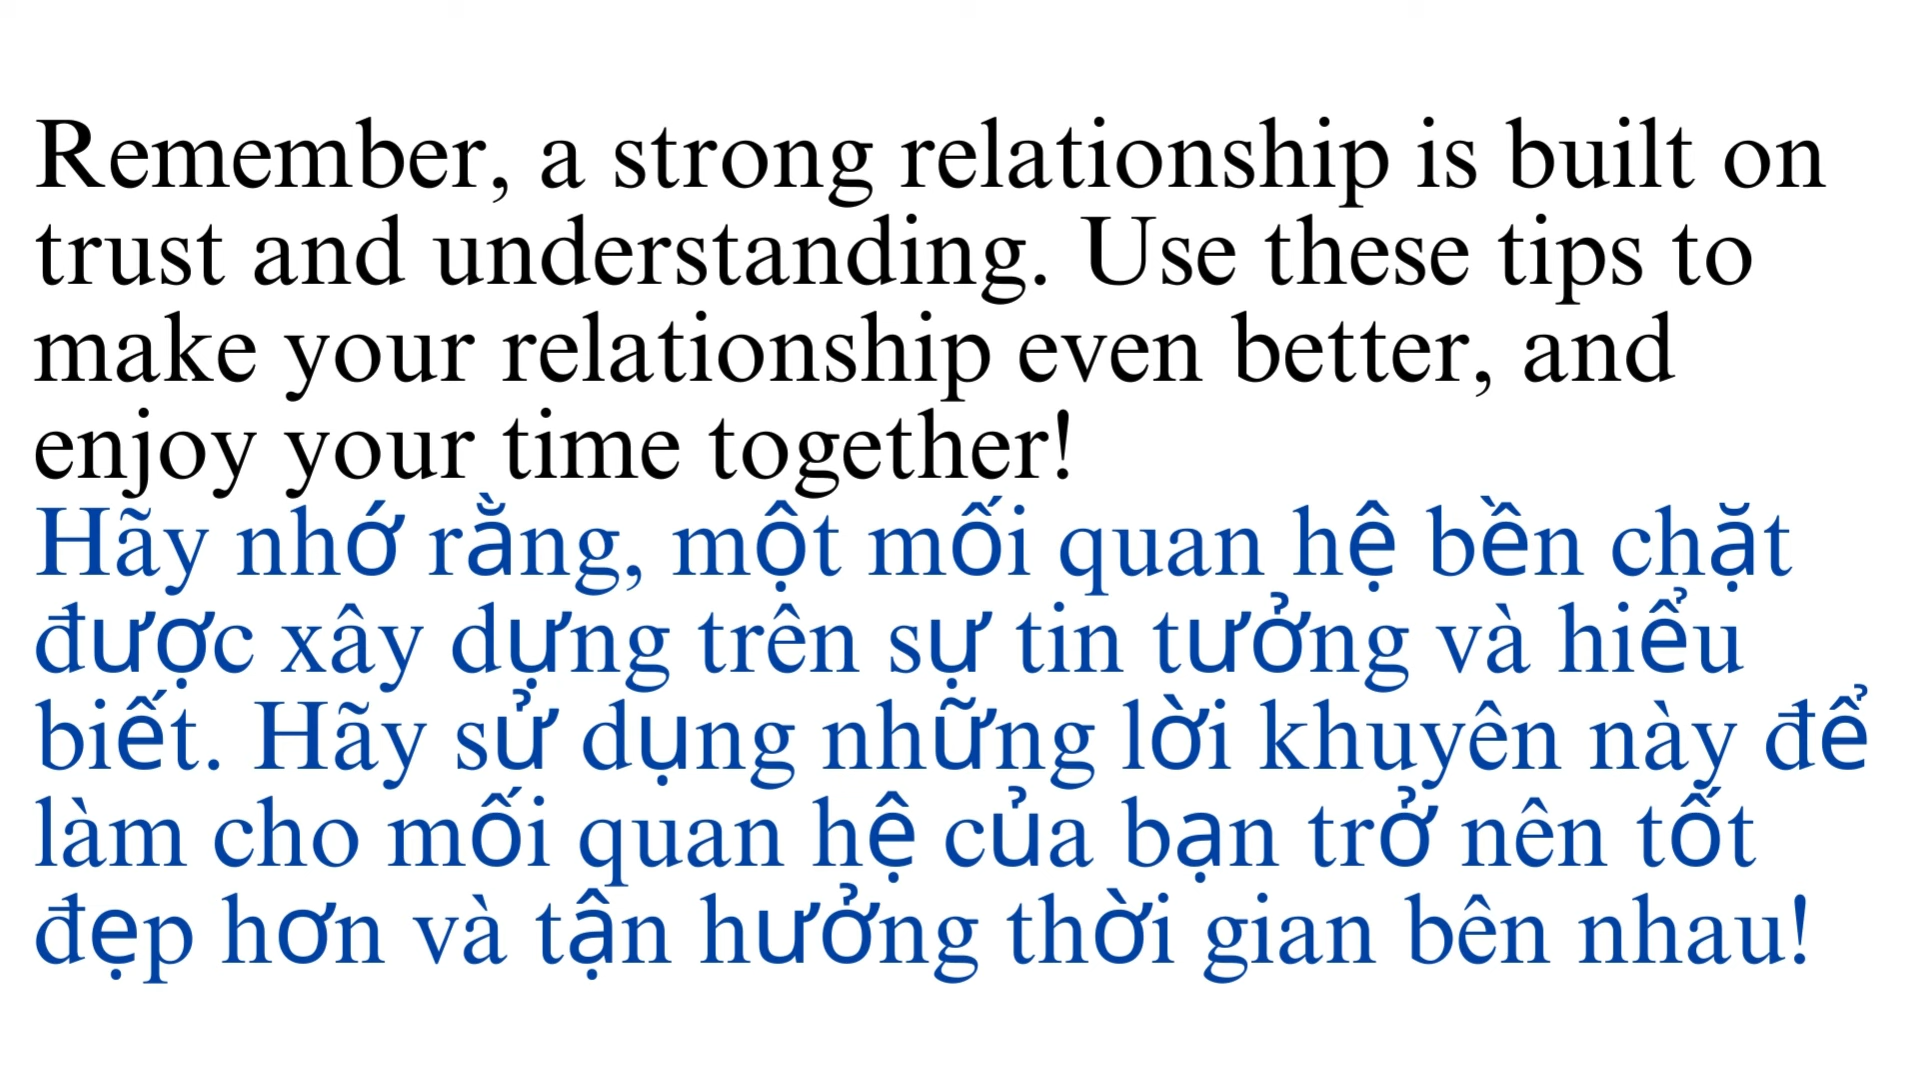 Remember, a strong relationship is built on
trust and understanding. Use these tips to
make your relationship even better, and
enjoy your time together!
Hãy nhớ rằng, một mối quan hệ bền chặt
được xây dựng trên sự tin tưởng và hiểu
biết. Hãy sử dụng những lời khuyên này để
làm cho mối quan hệ của bạn trở nên tốt
đẹp hơn và tận hưởng thời gian bên nhau!